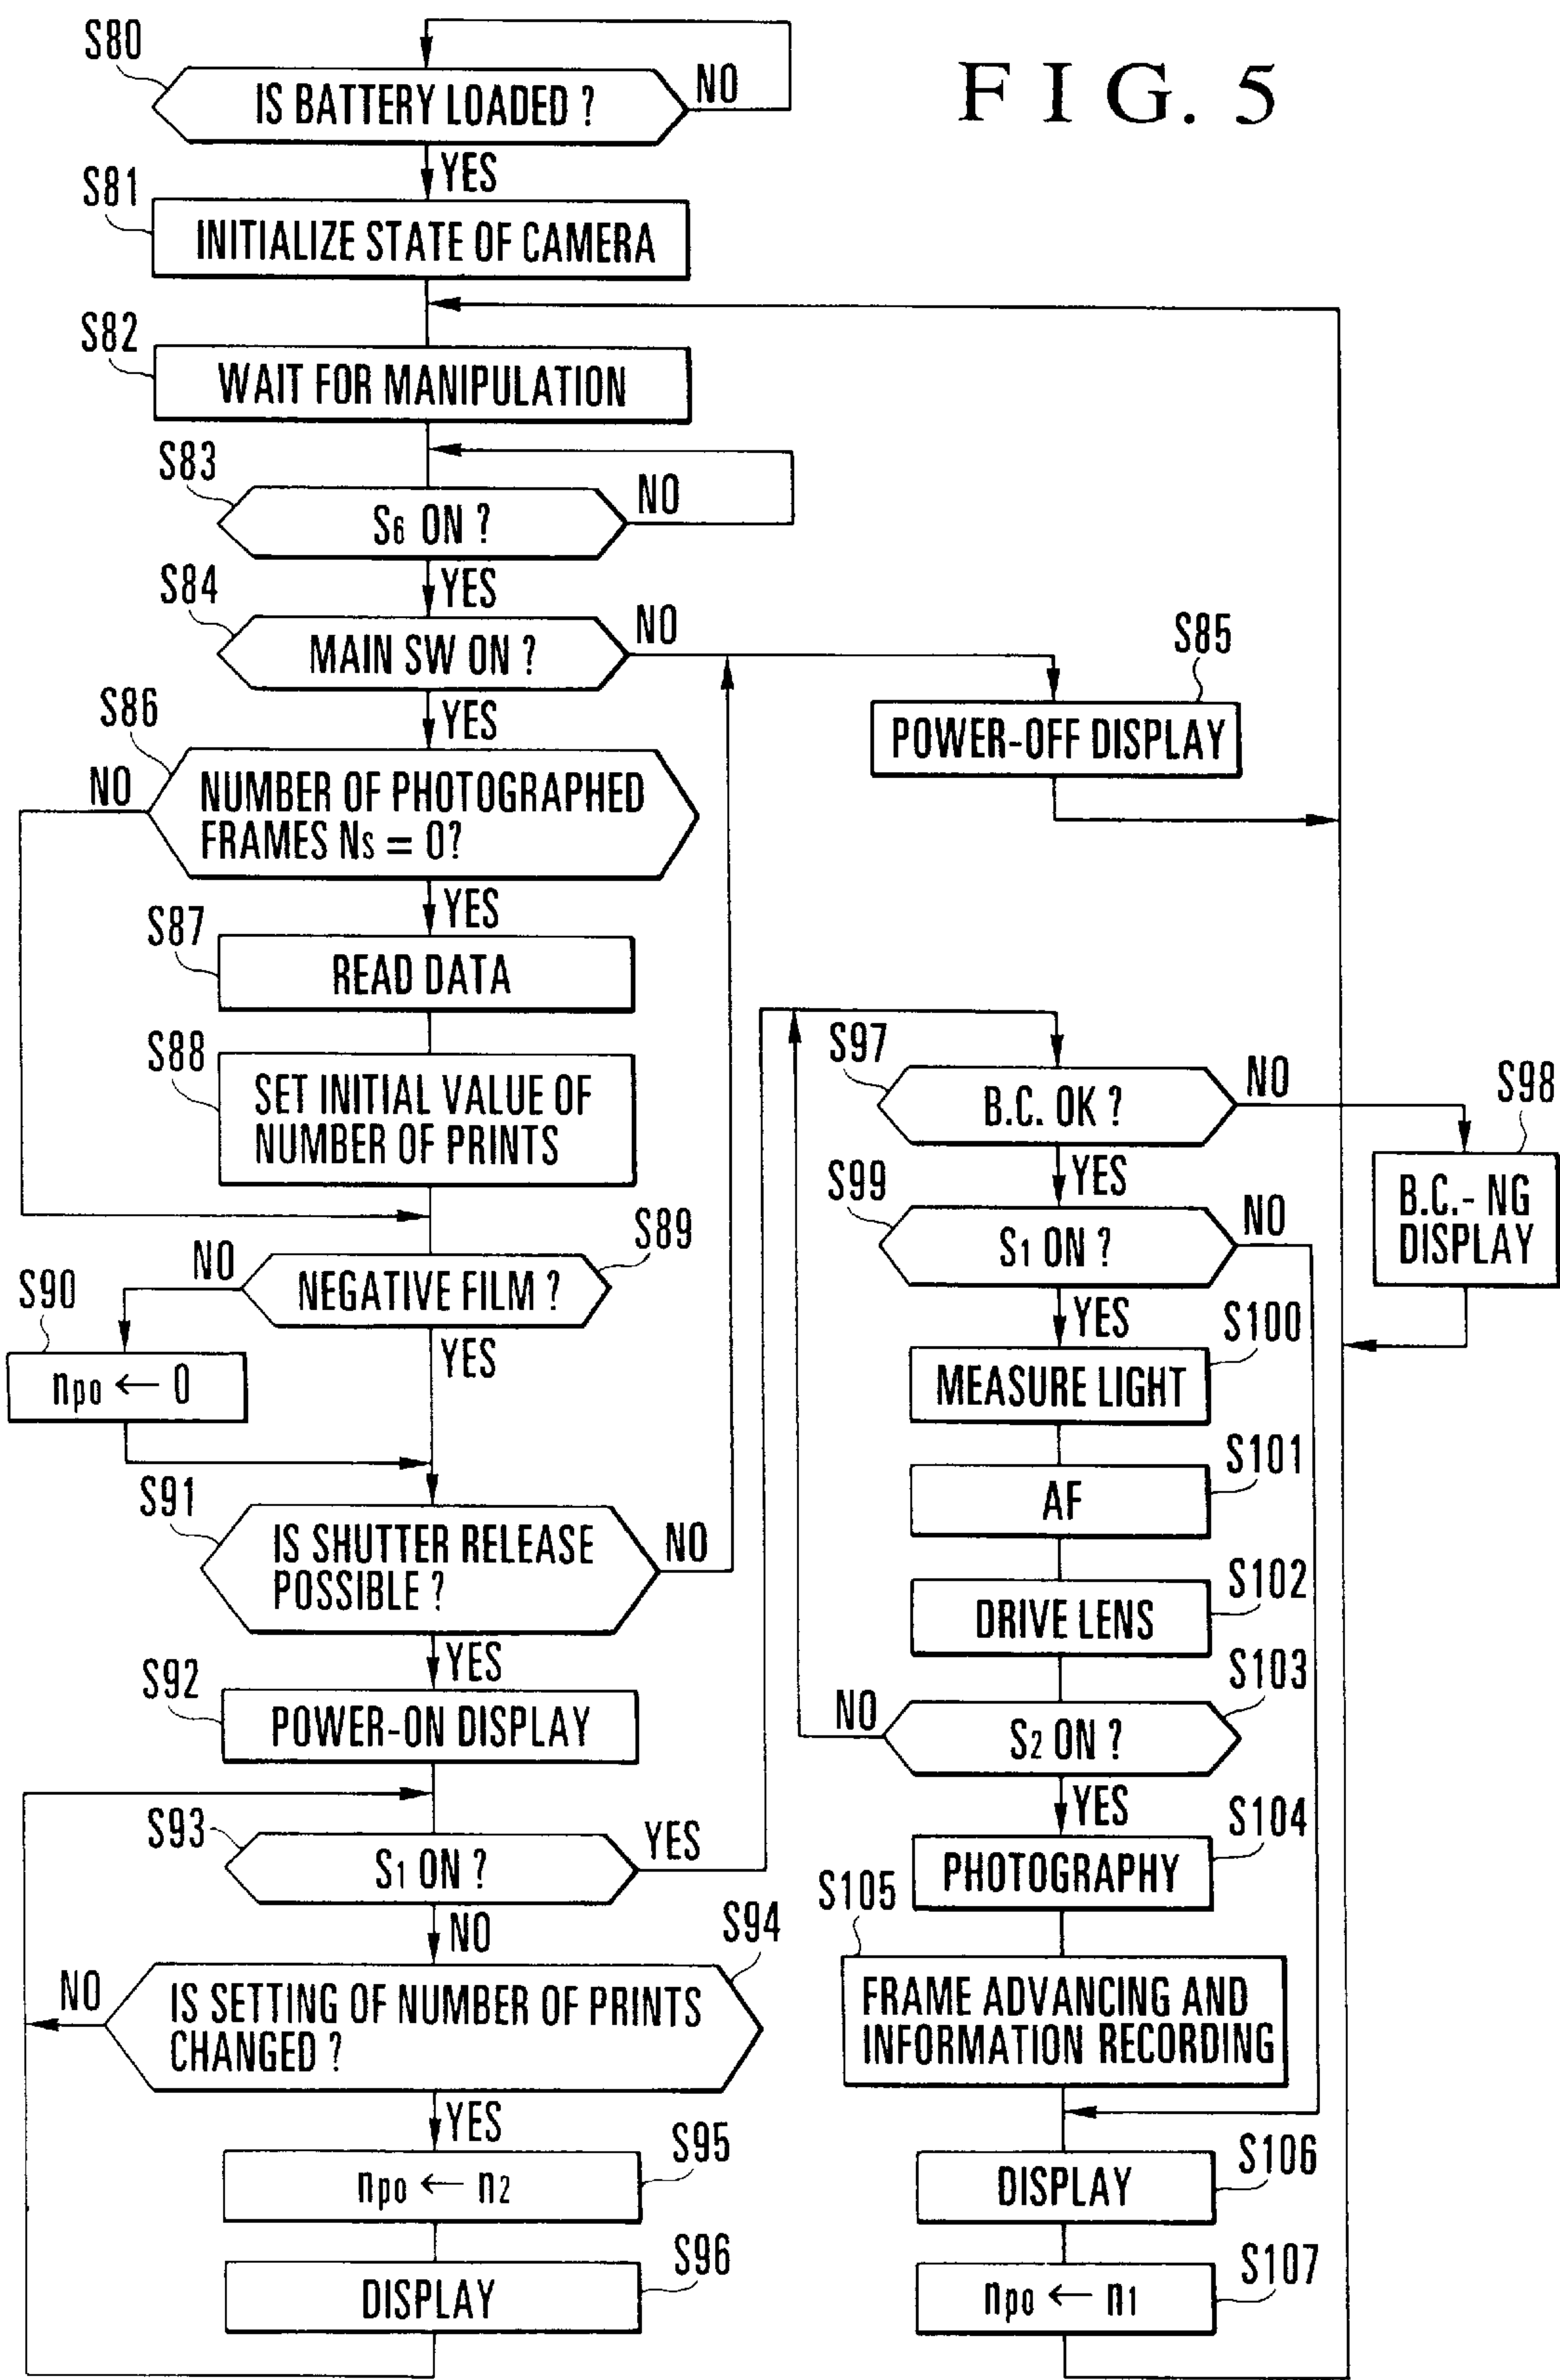 FIG. 5
S80
IS BATTERY LOADED ?
NO
YES
S81
INITIALIZE STATE OF CAMERA
S82
WAIT FOR MANIPULATION
S83
S6 ON ?
NO
YES
S84
MAIN SW ON ?
NO
YES
S85
POWER-OFF DISPLAY
S86
NO
NUMBER OF PHOTOGRAPHED
FRAMES NS = 0?
YES
S87
READ DATA
S88
SET INITIAL VALUE OF
NUMBER OF PRINTS
S89
NO
NEGATIVE FILM ?
YES
S90
npo ← 0
S91
IS SHUTTER RELEASE
POSSIBLE ?
NO
YES
S92
POWER-ON DISPLAY
S93
S1 ON ?
YES
NO
S94
NO
IS SETTING OF NUMBER OF PRINTS
CHANGED ?
YES
S95
npo ← n2
S96
DISPLAY
S97
B.C. OK ?
NO
YES
S98
B.C.- NG
DISPLAY
S99
S1 ON ?
NO
YES
S100
MEASURE LIGHT
S101
AF
S102
DRIVE LENS
S103
NO
S2 ON ?
YES
S104
PHOTOGRAPHY
S105
FRAME ADVANCING AND
INFORMATION RECORDING
S106
DISPLAY
S107
npo ← n1